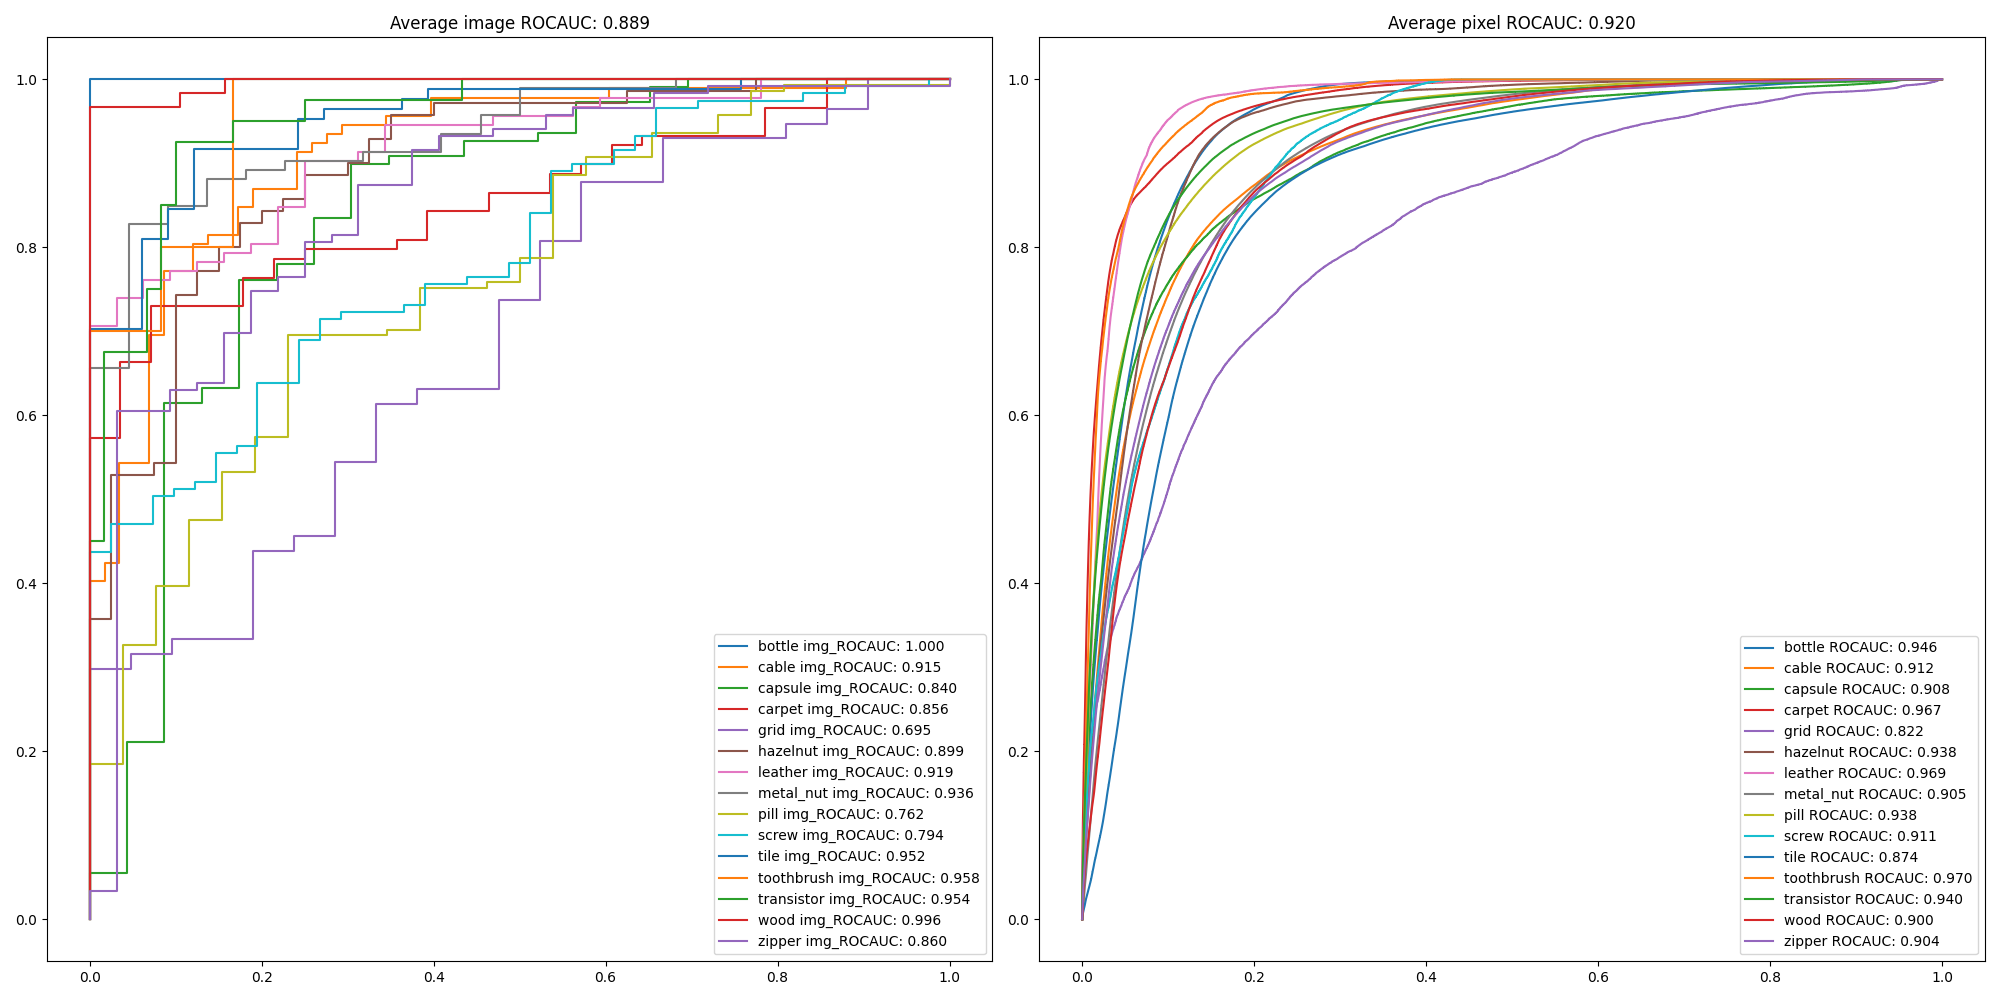 Average image ROCAUC: 0.889
1.0
0.8
0.6
0.4
0.2
0.0
0.0 0.2 0.4 0.6 0.8 1.0
bottle img_ROCAUC: 1.000
cable img_ROCAUC: 0.915
capsule img_ROCAUC: 0.840
carpet img_ROCAUC: 0.856
grid img_ROCAUC: 0.695
hazelnut img_ROCAUC: 0.899
leather img_ROCAUC: 0.919
metal_nut img_ROCAUC: 0.936
pill img_ROCAUC: 0.762
screw img_ROCAUC: 0.794
tile img_ROCAUC: 0.952
toothbrush img_ROCAUC: 0.958
transistor img_ROCAUC: 0.954
wood img_ROCAUC: 0.996
zipper img_ROCAUC: 0.860
Average pixel ROCAUC: 0.920
1.0
0.8
0.6
0.4
0.2
0.0
0.0 0.2 0.4 0.6 0.8 1.0
bottle ROCAUC: 0.946
cable ROCAUC: 0.912
capsule ROCAUC: 0.908
carpet ROCAUC: 0.967
grid ROCAUC: 0.822
hazelnut ROCAUC: 0.938
leather ROCAUC: 0.969
metal_nut ROCAUC: 0.905
pill ROCAUC: 0.938
screw ROCAUC: 0.911
tile ROCAUC: 0.874
toothbrush ROCAUC: 0.970
transistor ROCAUC: 0.940
wood ROCAUC: 0.900
zipper ROCAUC: 0.904